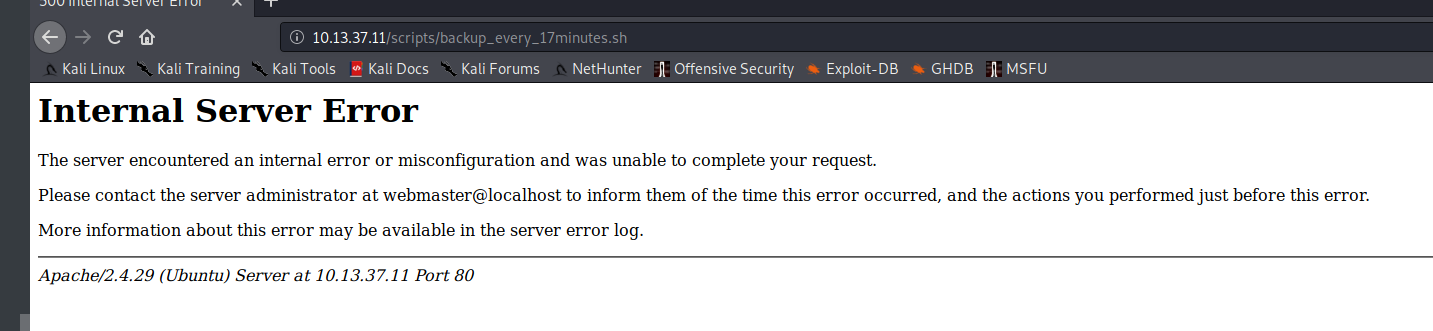 500 Internal Server Error
10.13.37.11/scripts/backup_every_17minutes.sh
Kali Linux Kali Training Kali Tools Kali Docs Kali Forums NetHunter Offensive Security Exploit-DB GHDB MSFU
Internal Server Error
The server encountered an internal error or misconfiguration and was unable to complete your request.
Please contact the server administrator at webmaster@localhost to inform them of the time this error occurred, and the actions you performed just before this error.
More information about this error may be available in the server error log.
Apache/2.4.29 (Ubuntu) Server at 10.13.37.11 Port 80